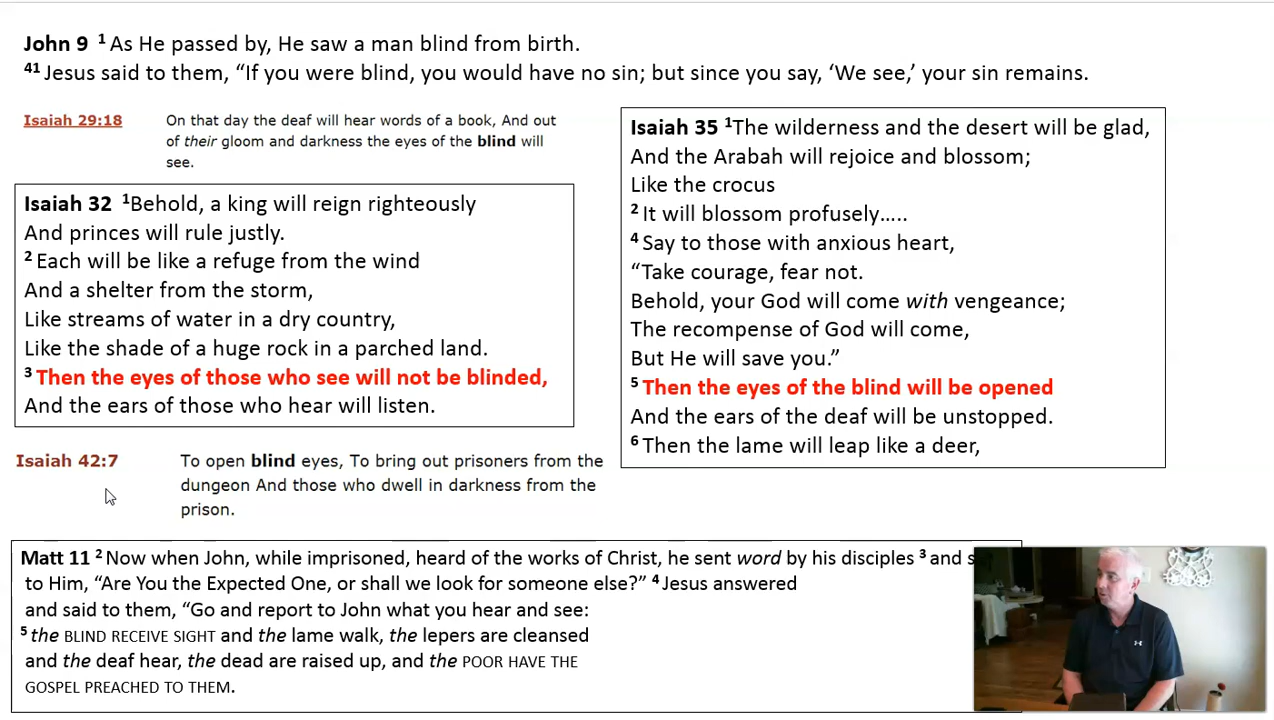 John 9 1 As He passed by, He saw a man blind from birth.
41 Jesus said to them, “If you were blind, you would have no sin; but since you say, ‘We see,’ your sin remains.
Isaiah 29:18 On that day the deaf will hear words of a book, And out
of their gloom and darkness the eyes of the blind will
see.
Isaiah 32 1Behold, a king will reign righteously
And princes will rule justly.
2 Each will be like a refuge from the wind
And a shelter from the storm,
Like streams of water in a dry country,
Like the shade of a huge rock in a parched land.
3 Then the eyes of those who see will not be blinded,
And the ears of those who hear will listen.
Isaiah 35 1The wilderness and the desert will be glad,
And the Arabah will rejoice and blossom;
Like the crocus
2 It will blossom profusely…..
4 Say to those with anxious heart,
“Take courage, fear not.
Behold, your God will come with vengeance;
The recompense of God will come,
But He will save you.”
5 Then the eyes of the blind will be opened
And the ears of the deaf will be unstopped.
6 Then the lame will leap like a deer,
Isaiah 42:7 To open blind eyes, To bring out prisoners from the
dungeon And those who dwell in darkness from the
prison.
Matt 11 2 Now when John, while imprisoned, heard of the works of Christ, he sent word by his disciples 3 and s
to Him, “Are You the Expected One, or shall we look for someone else?” 4 Jesus answered
and said to them, “Go and report to John what you hear and see:
5 the BLIND RECEIVE SIGHT and the lame walk, the lepers are cleansed
and the deaf hear, the dead are raised up, and the POOR HAVE THE
GOSPEL PREACHED TO THEM.